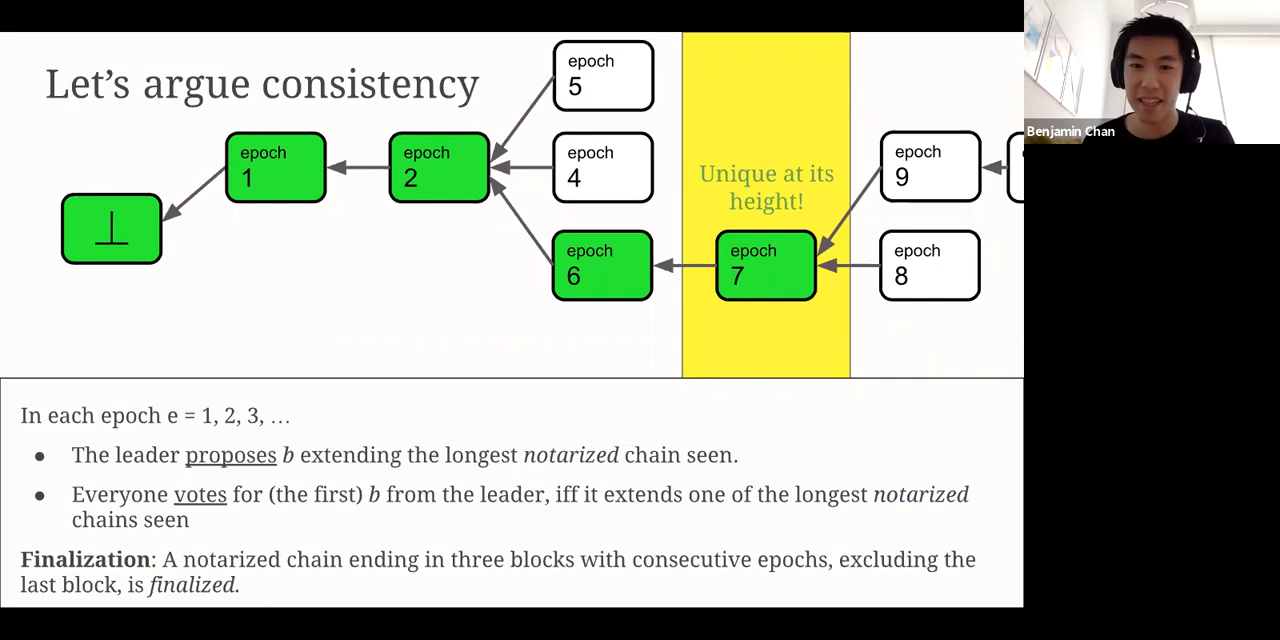 Let's argue consistency
epoch
5
epoch
1
epoch
2
epoch
4
⊥
epoch
6
Unique at its
height!
epoch
7
epoch
9
epoch
8
Benjamin Chan
In each epoch e = 1, 2, 3, …
● The leader proposes b extending the longest notarized chain seen.
● Everyone votes for (the first) b from the leader, iff it extends one of the longest notarized
chains seen
Finalization: A notarized chain ending in three blocks with consecutive epochs, excluding the
last block, is finalized.